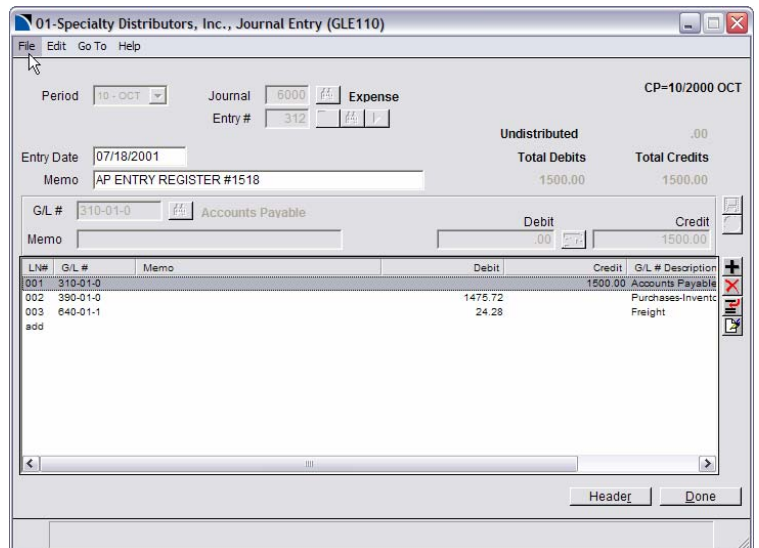 01-Specialty Distributors, Inc., Journal Entry (GLE110)
File Edit Go To Help
CP=10/2000 OCT
Period 10 - OCT Journal 6000 Expense
Entry # 312
Undistributed .00
Entry Date 07/18/2001 Total Debits Total Credits
Memo AP ENTRY REGISTER #1518 1500.00 1500.00
G/L # 310-01-0 Accounts Payable
Debit Credit
Memo .00 1500.00
LN# G/L # Memo Debit Credit G/L # Description
001 310-01-0 1500.00 Accounts Payable
002 390-01-0 1475.72 Purchases-Invento
003 640-01-1 24.28 Freight
add
Header Done